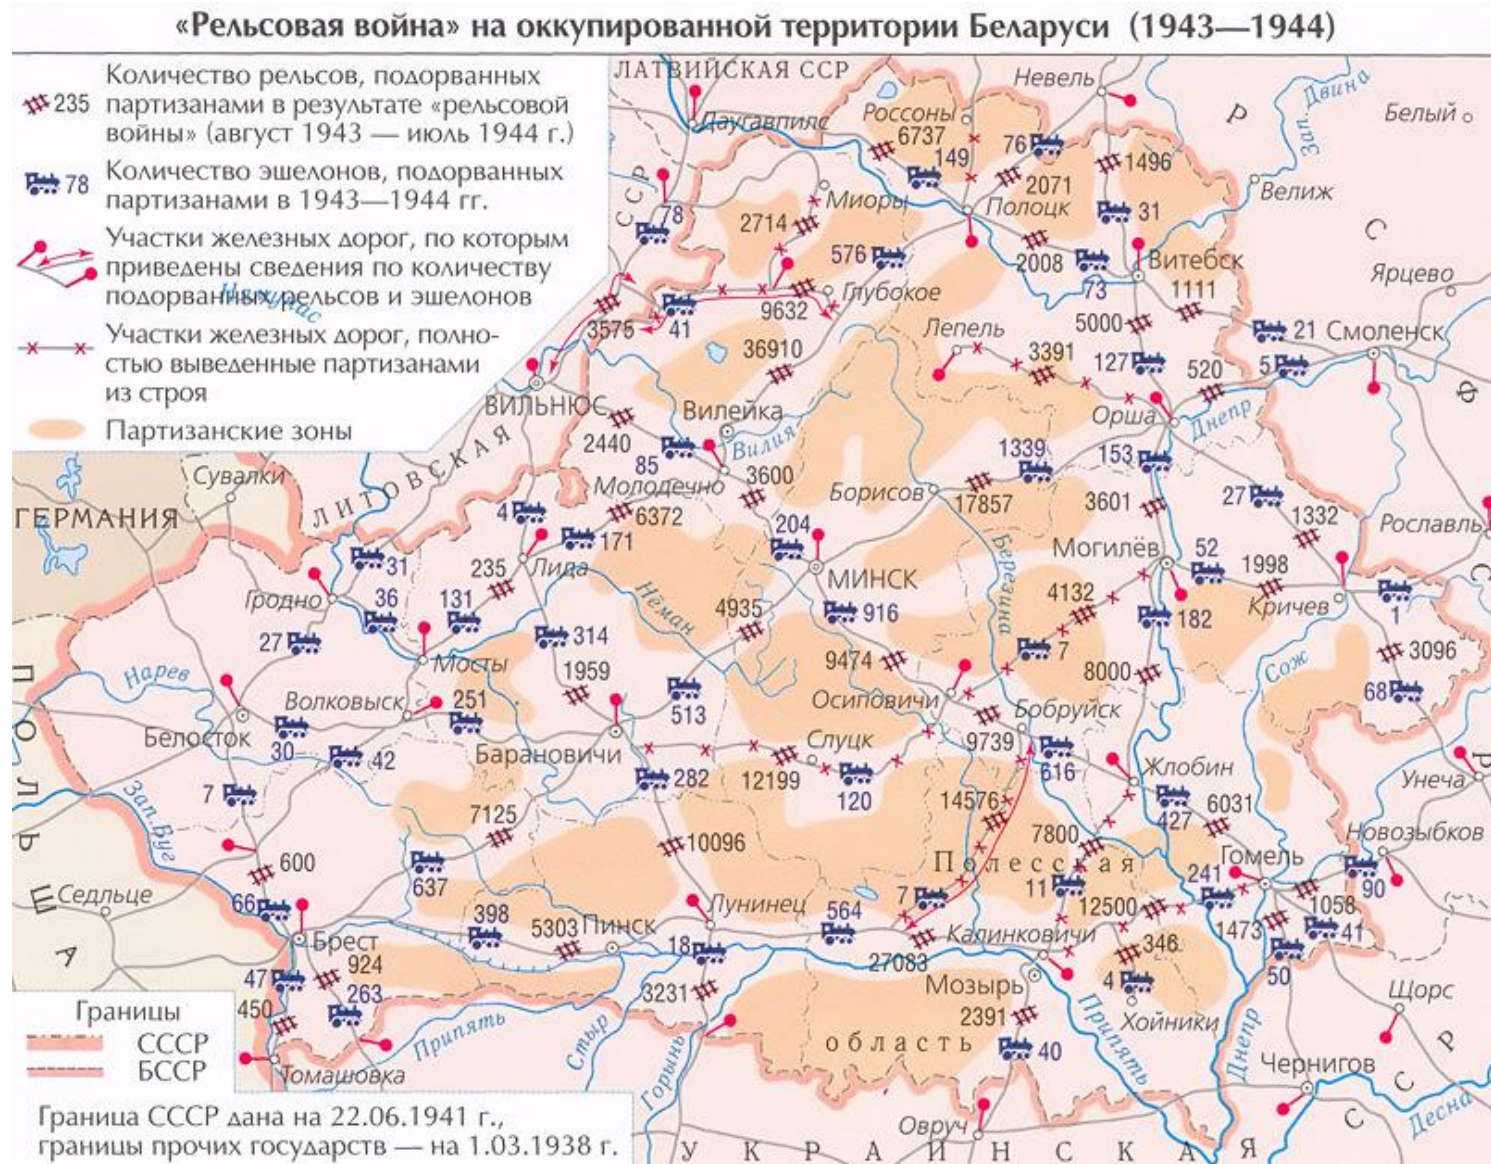 «Рельсовая война» на оккупированной территории Беларуси (1943—1944)
235 Количество рельсов, подорванных
партизанами в результате «рельсовой
войны» (август 1943 — июль 1944 г.)
78 Количество эшелонов, подорванных
партизанами в 1943—1944 гг.
Участки железных дорог, по которым
приведены сведения по количеству
подорванных рельсов и эшелонов
Участки железных дорог, полно-
стью выведенные партизанами
из строя
Партизанские зоны
ЛАТВИЙСКАЯ ССР
Невель
Зап. Двина
Белый
Россоны
Даугавпилс
6737
149
76
1496
2071
Велиж
Р
С
Ф
С
Р
ССР
78
Миоры
2714
Полоцк
31
576
2008
73
Витебск
Ярцево
Нямунас
3575
41
9632
Глубокое
1111
5000
21
Смоленск
Лепель
36910
3391
127
520
5
ВИЛЬНЮС
Вилейка
Орша
Днепр
2440
85
Вилия
1339
153
Сувалки
ЛИТОВСКАЯ
Молодечно
3600
Борисов
17857
3601
27
1332
ГЕРМАНИЯ
4
171
6372
204
Рославль
31
235
Лида
МИНСК
Березина
Могилёв
52
1998
Гродно
36
131
Нёман
4935
916
4132
Кричев
1
27
314
7
182
3096
Мосты
1959
9474
8000
Сож
68
Нарев
Волковыск
251
513
Осиповичи
Бобруйск
Белосток
30
42
Барановичи
Слуцк
9739
616
282
12199
120
Жлобин
Унеча
7
Зап.Буг
7125
10096
14576
7800
427
6031
Новозыбков
ПОЛЬША
600
637
Полесская
Гомель
Седльце
66
398
5303
Пинск
Лунинец
564
7
11
241
90
12500
1058
Брест
18
27083
Калинковичи
346
1473
41
47
924
263
450
3231
Мозырь
4
50
Щорс
Границы
СССР
БССР
Томашовка
Припять
Стыр
Горынь
2391
область
40
Припять
Хойники
Днепр
Чернигов
Граница СССР дана на 22.06.1941 г.,
границы прочих государств — на 1.03.1938 г.
Овруч
Десна
УКРАИНСКАЯ ССР